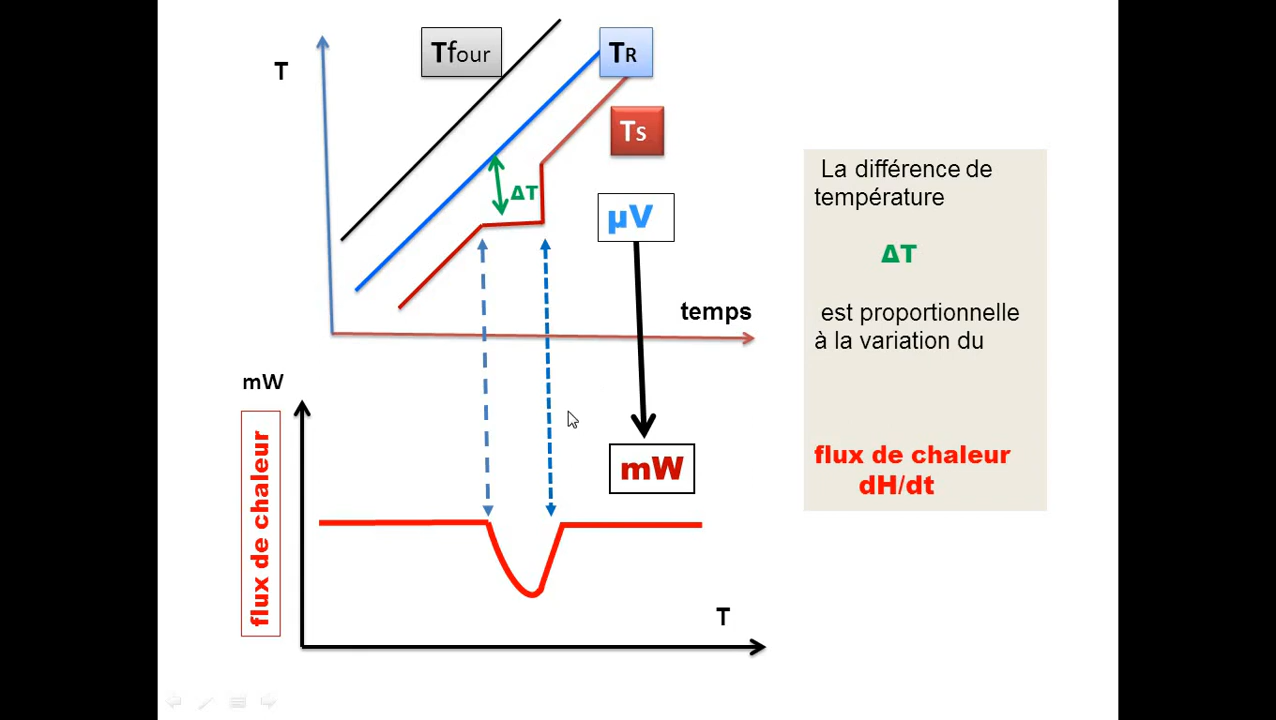 Tfour
TR
T
TS
ΔT
µV
temps
mW
flux de chaleur
mW
T
La différence de
température
ΔT
est proportionnelle
à la variation du
flux de chaleur
dH/dt